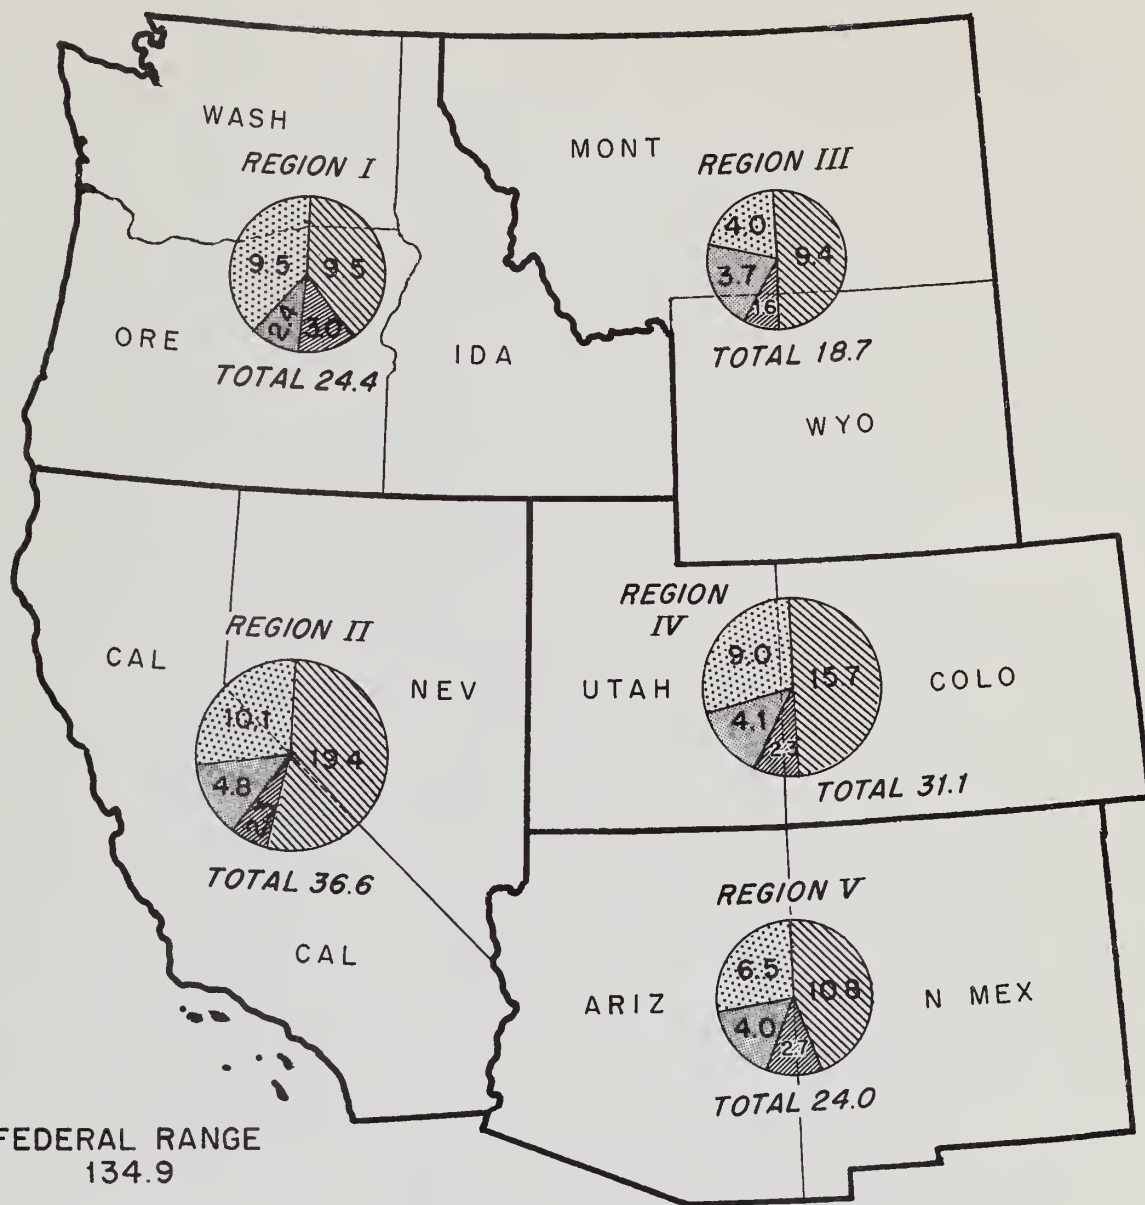 WASH
REGION I
9.5
9.5
2.4
3.0
TOTAL 24.4
ORE
IDA
MONT
REGION III
4.0
9.4
3.7
1.6
TOTAL 18.7
WYO
CAL
REGION II
NEV
10.1
19.4
4.8
2.3
TOTAL 36.6
CAL
REGION
IV
UTAH
9.0
15.7
4.1
2.3
COLO
TOTAL 31.1
REGION V
ARIZ
6.5
10.8
4.0
2.7
N MEX
TOTAL 24.0
FEDERAL RANGE
134.9